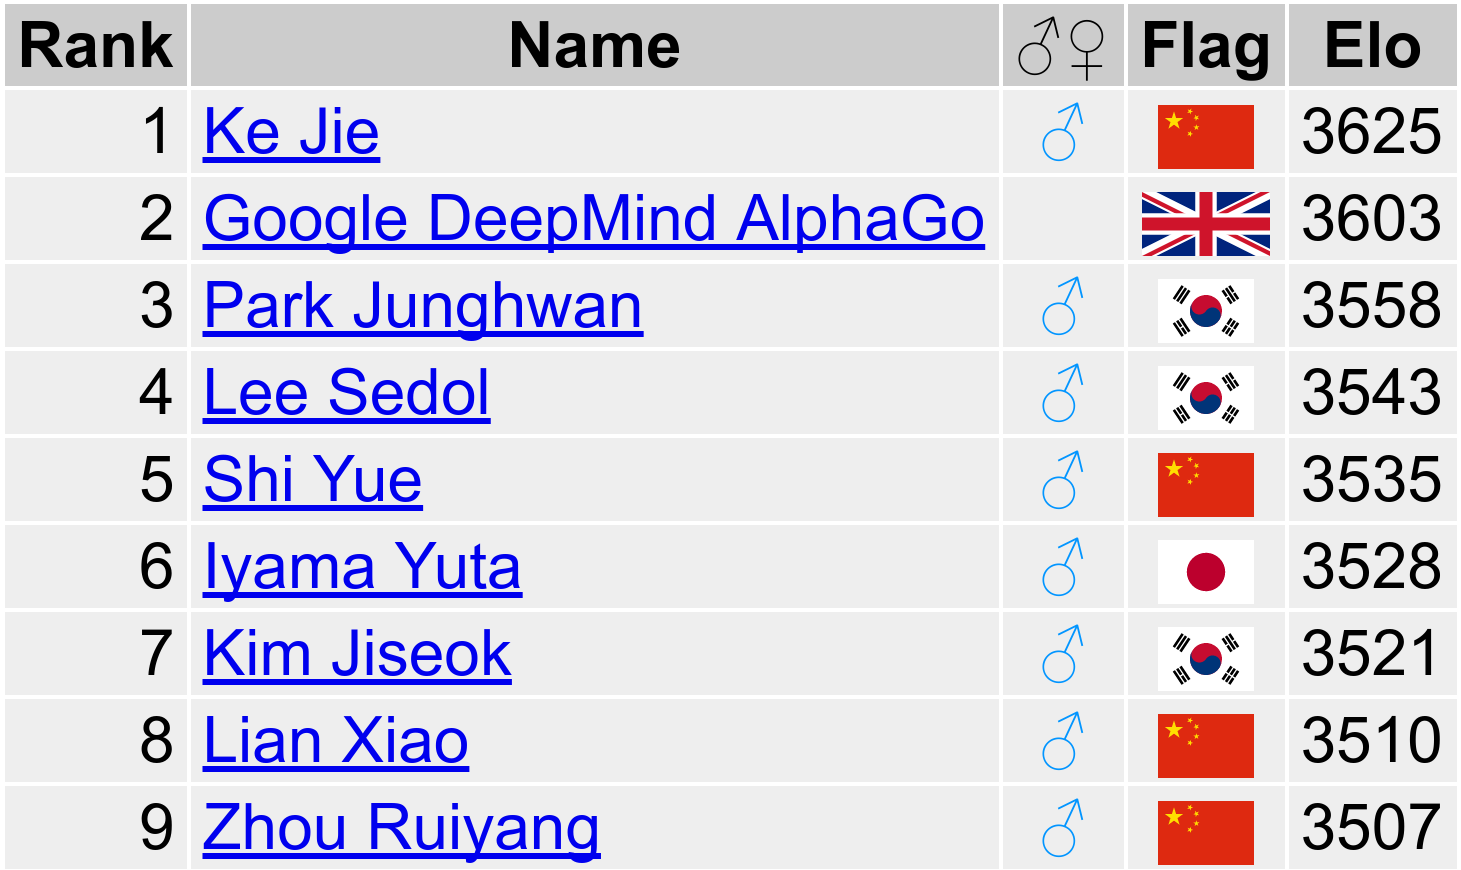 Rank Name ♂♀ Flag Elo
1 Ke Jie ♂ 3625
2 Google DeepMind AlphaGo 3603
3 Park Junghwan ♂ 3558
4 Lee Sedol ♂ 3543
5 Shi Yue ♂ 3535
6 Iyama Yuta ♂ 3528
7 Kim Jiseok ♂ 3521
8 Lian Xiao ♂ 3510
9 Zhou Ruiyang ♂ 3507